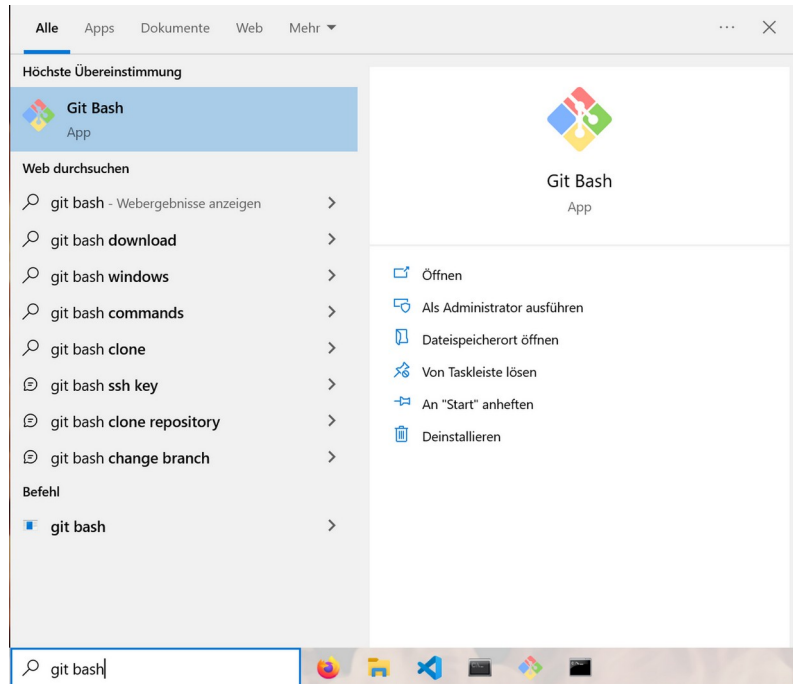 Alle Apps Dokumente Web Mehr
Höchste Übereinstimmung
Git Bash
App
Web durchsuchen
git bash - Webergebnisse anzeigen
git bash download
git bash windows
git bash commands
git bash clone
git bash ssh key
git bash clone repository
git bash change branch
Befehl
git bash
Git Bash
App
Öffnen
Als Administrator ausführen
Dateispeicherort öffnen
Von Taskleiste lösen
An "Start" anheften
Deinstallieren
git bash